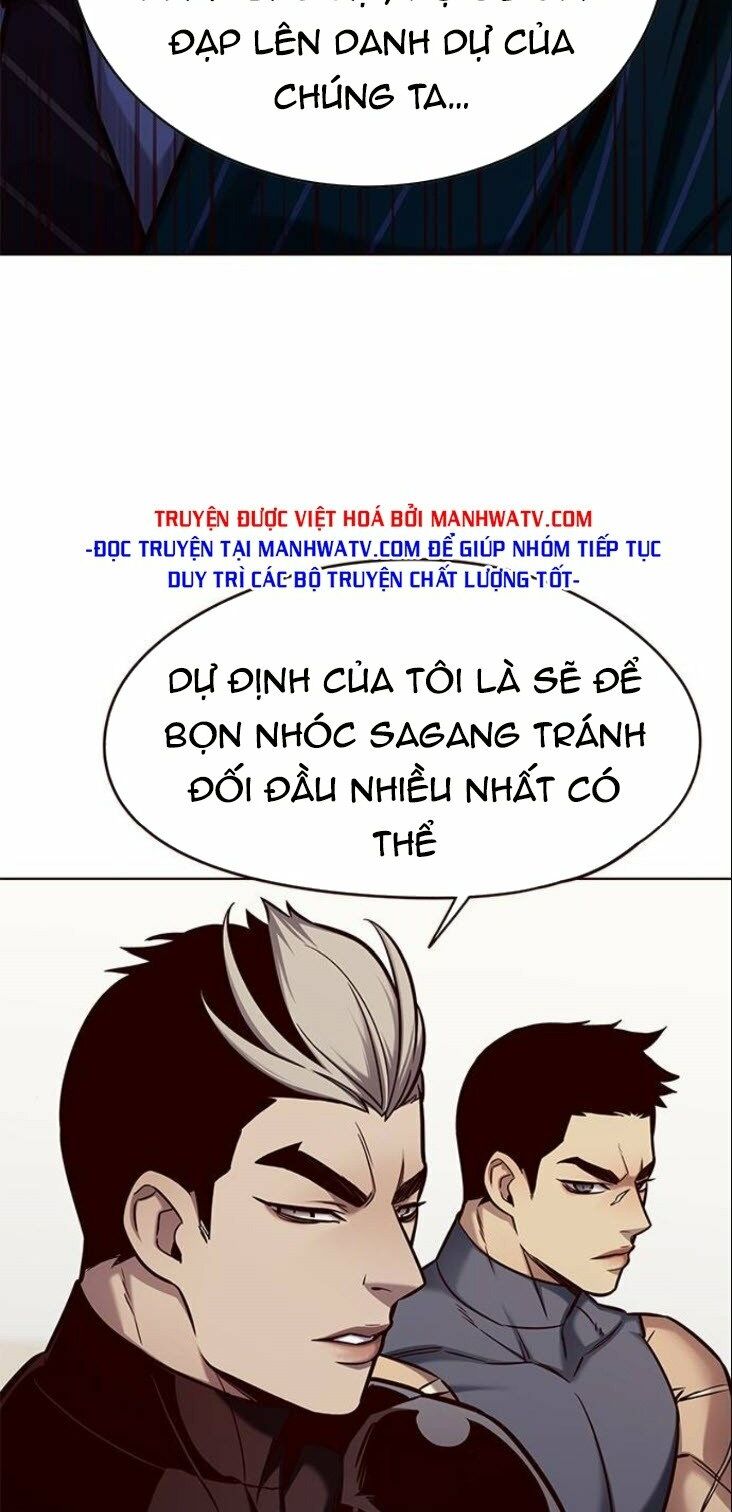 ĐẠP LÊN DANH DỰ CỦA
CHÚNG TA...
TRUYỆN ĐƯỢC VIỆT HOÁ BỞI MANHWATV.COM
-ĐỌC TRUYỆN TẠI MANHWATV.COM ĐỂ GIÚP NHÓM TIẾP TỤC
DUY TRÌ CÁC BỘ TRUYỆN CHẤT LƯỢNG TỐT-
DỰ ĐỊNH CỦA TÔI LÀ SẼ ĐỂ
BỌN NHÓC SAGANG TRÁNH
ĐỐI ĐẦU NHIỀU NHẤT CÓ
THỂ